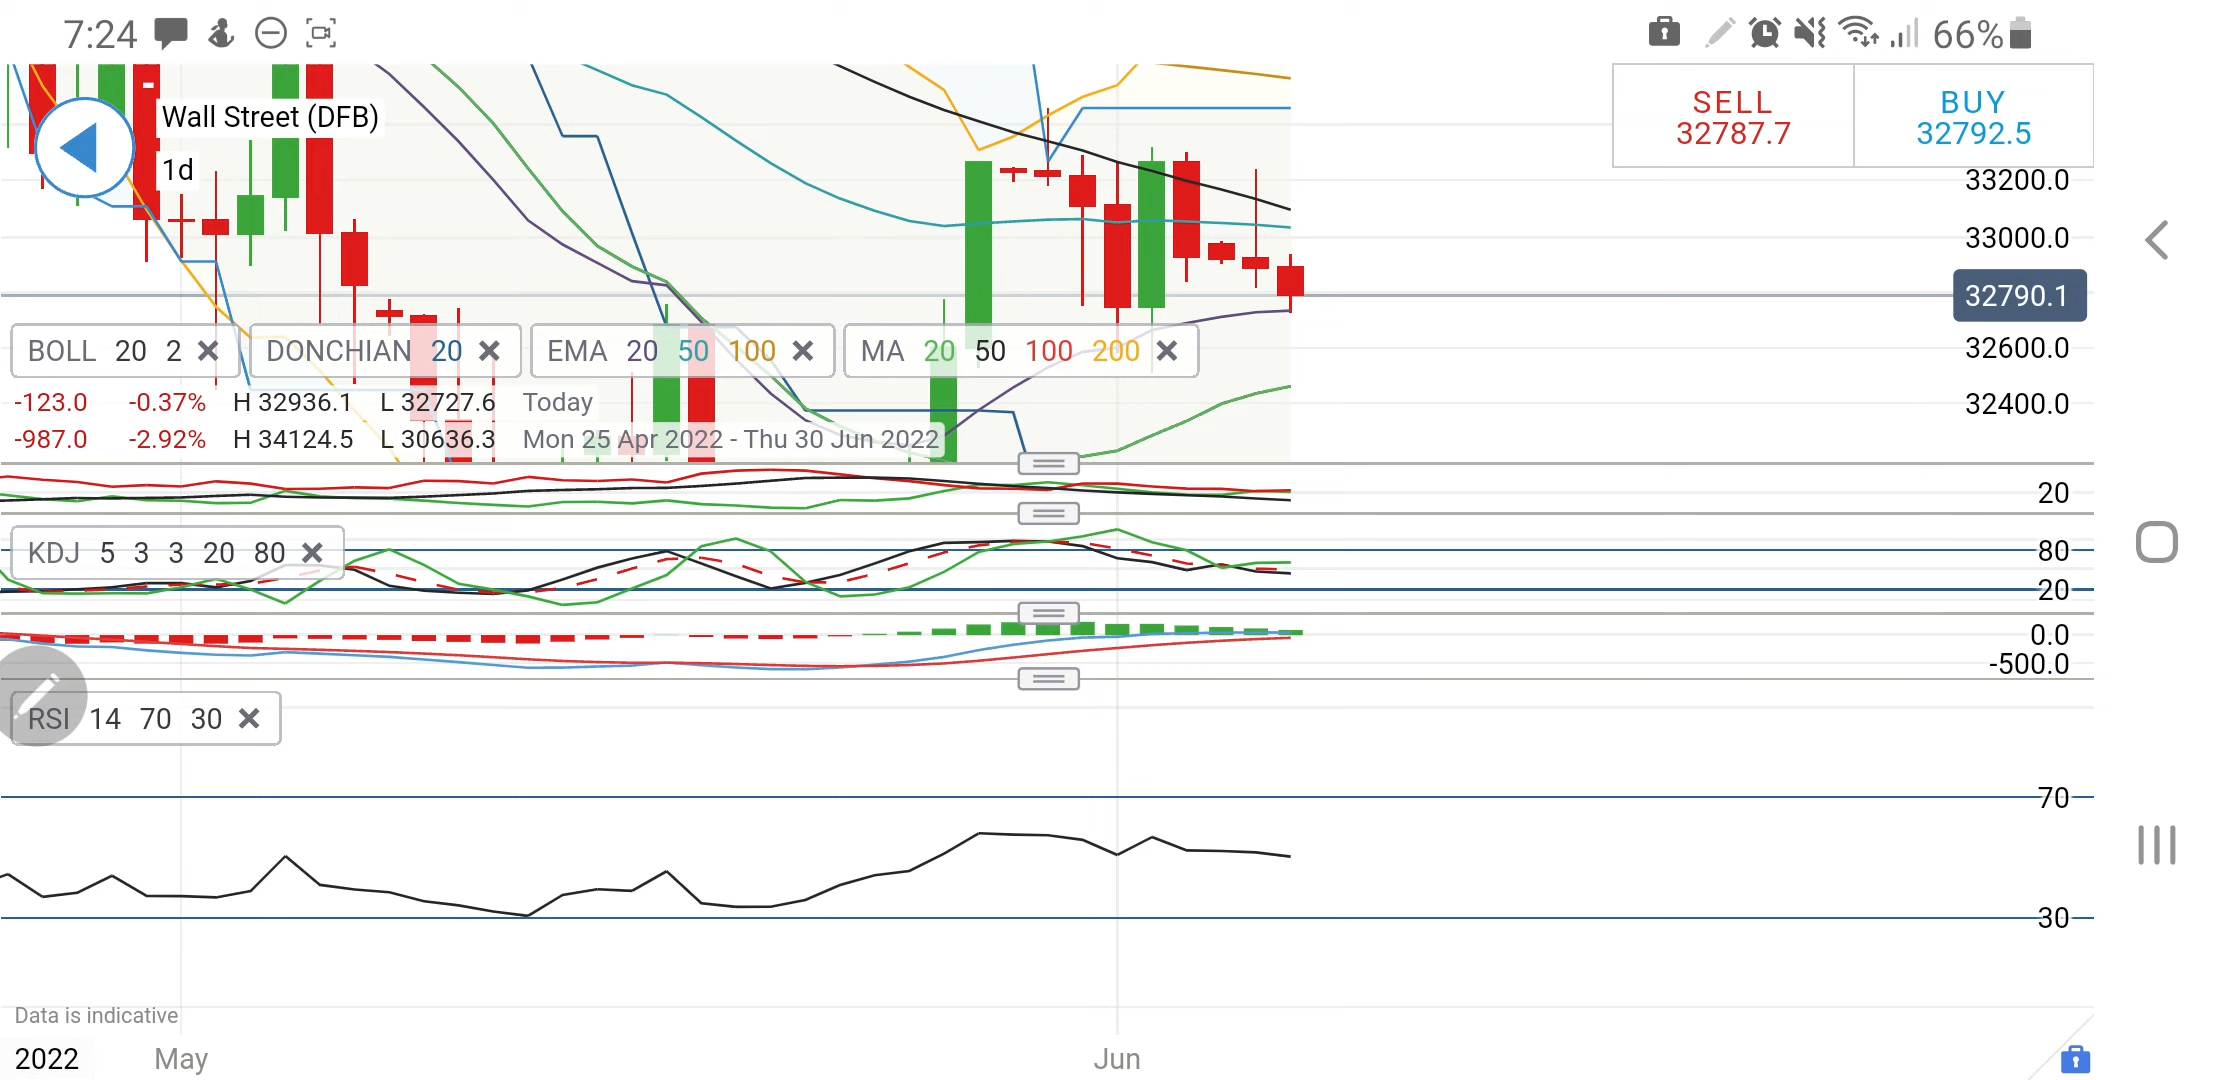 7:24
66%
Wall Street (DFB)
1d
SELL
32787.7
BUY
32792.5
33200.0
33000.0
32790.1
32600.0
32400.0
BOLL 20 2
DONCHIAN 20
EMA 20 50 100
MA 20 50 100 200
-123.0 -0.37% H 32936.1 L 32727.6 Today
-987.0 -2.92% H 34124.5 L 30636.3 Mon 25 Apr 2022 - Thu 30 Jun 2022
20
KDJ 5 3 3 20 80
80
20
0.0
-500.0
RSI 14 70 30
70
30
Data is indicative
2022 May Jun